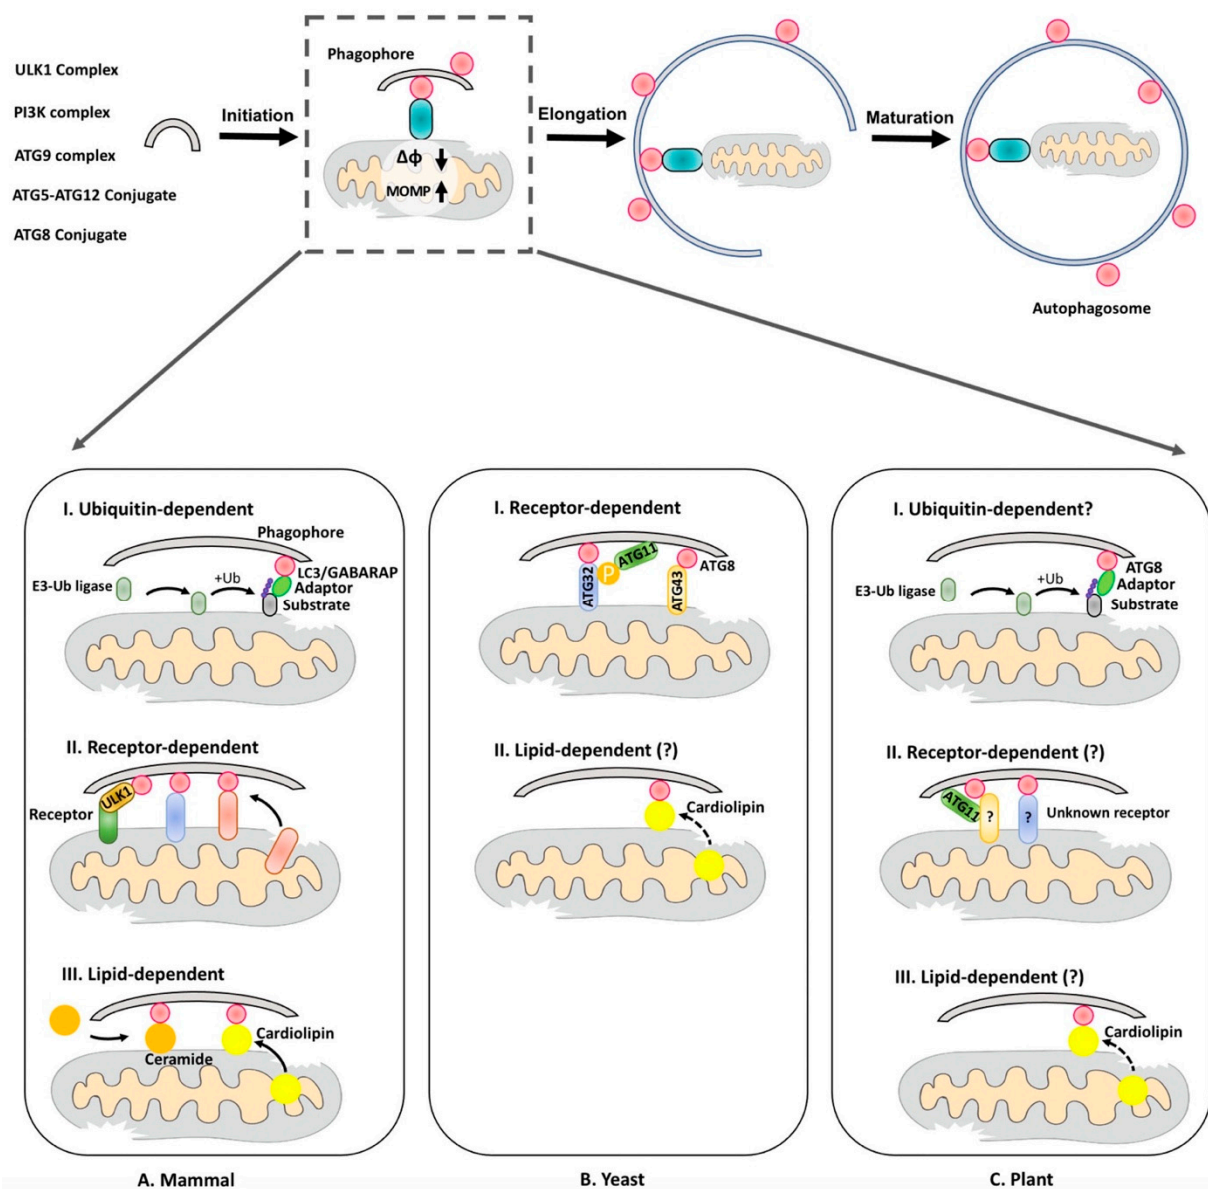 ULK1 Complex
PI3K complex
ATG9 complex
ATG5-ATG12 Conjugate
ATG8 Conjugate
Initiation
Phagophore
Δϕ
MOMP
Elongation
Maturation
Autophagosome
I. Ubiquitin-dependent
Phagophore
E3-Ub ligase
+Ub
LC3/GABARAP
Adaptor
Substrate
II. Receptor-dependent
Receptor
ULK1
III. Lipid-dependent
Ceramide
Cardiolipin
A. Mammal
I. Receptor-dependent
ATG32
P
ATG11
ATG43
ATG8
II. Lipid-dependent (?)
Cardiolipin
B. Yeast
I. Ubiquitin-dependent?
E3-Ub ligase
+Ub
ATG8
Adaptor
Substrate
II. Receptor-dependent (?)
ATG11
?
?
Unknown receptor
III. Lipid-dependent (?)
Cardiolipin
C. Plant